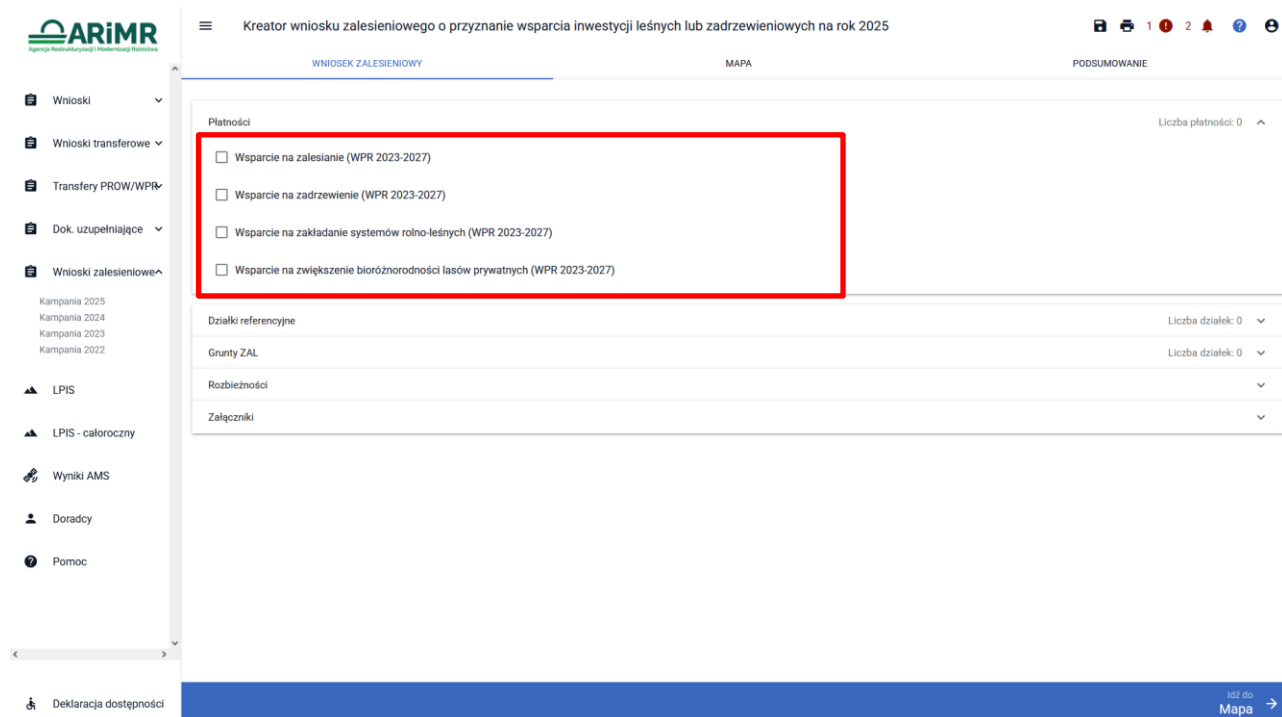 ARiMR
Agencja Restrukturyzacji i Modernizacji Rolnictwa
Kreator wniosku zalesieniowego o przyznanie wsparcia inwestycji leśnych lub zadrzewieniowych na rok 2025
1 2
WNIOSEK ZALESIENIOWY MAPA PODSUMOWANIE
Wnioski
Wnioski transferowe
Transfery PROW/WPR
Dok. uzupełniające
Wnioski zalesieniowe
Kampania 2025
Kampania 2024
Kampania 2023
Kampania 2022
LPIS
LPIS - całoroczny
Wyniki AMS
Doradcy
Pomoc
Deklaracja dostępności
Płatności Liczba płatności: 0
Wsparcie na zalesianie (WPR 2023-2027)
Wsparcie na zadrzewienie (WPR 2023-2027)
Wsparcie na zakładanie systemów rolno-leśnych (WPR 2023-2027)
Wsparcie na zwiększenie bioróżnorodności lasów prywatnych (WPR 2023-2027)
Działki referencyjne Liczba działek: 0
Grunty ZAL Liczba działek: 0
Rozbieżności
Załączniki
Idź do
Mapa